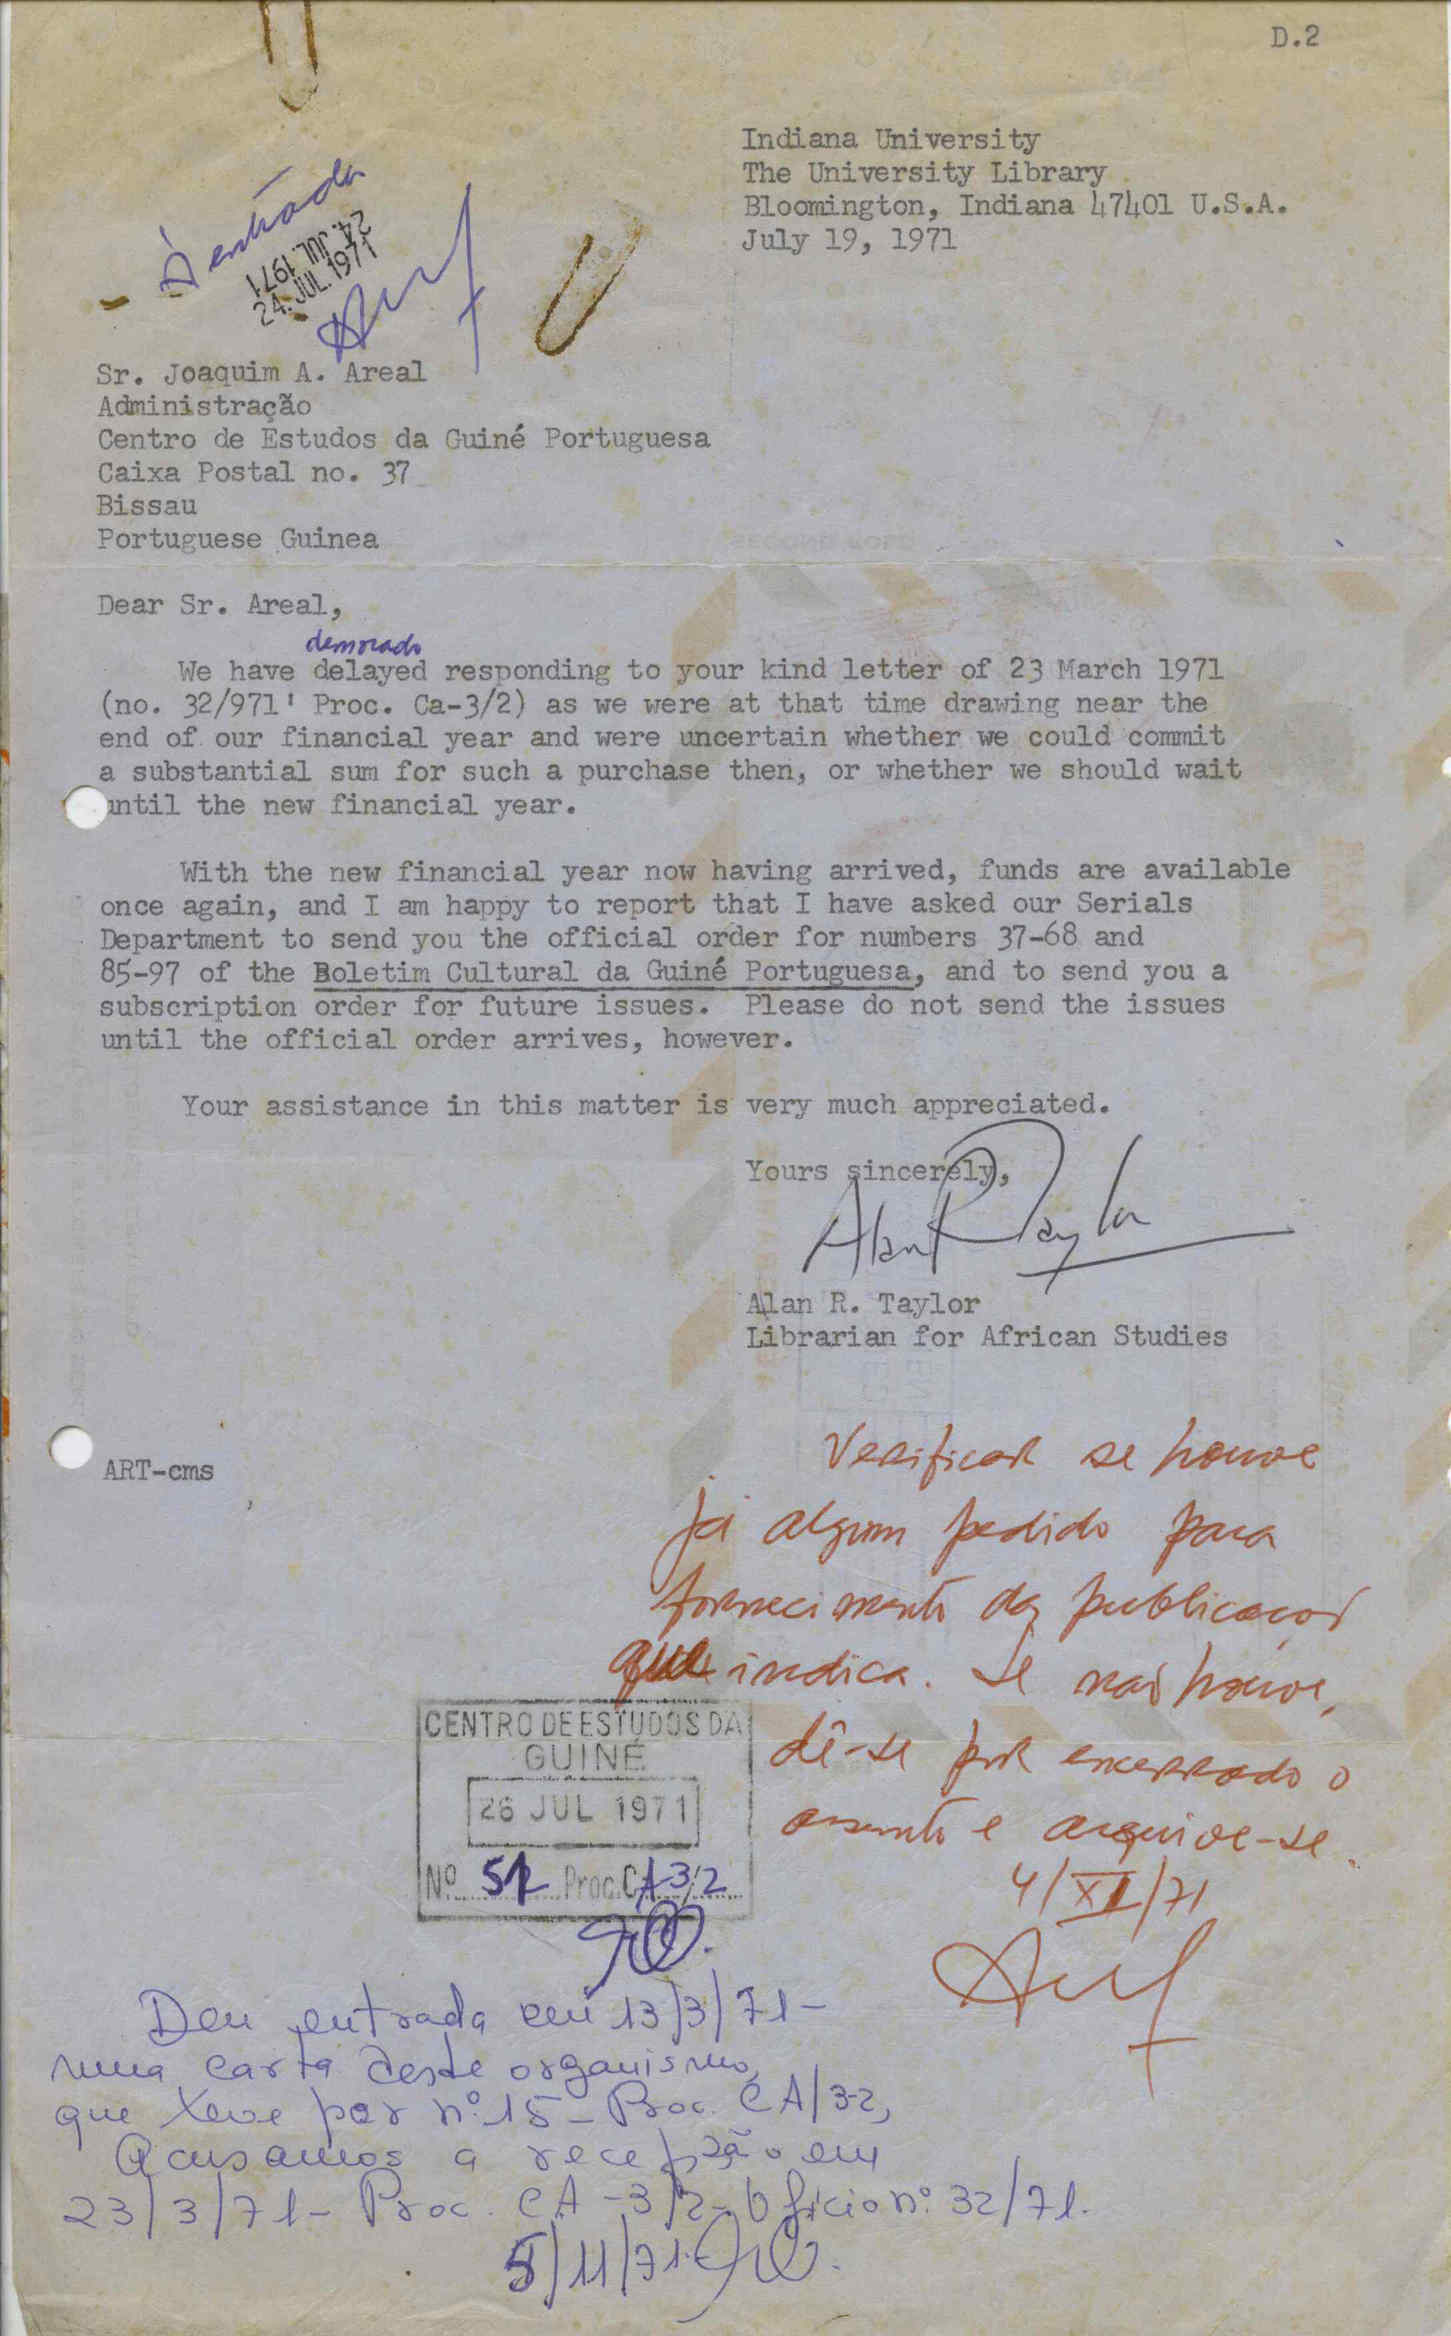 D.2
Indiana University
The University Library
Bloomington, Indiana 47401 U.S.A.
July 19, 1971
À entrada
24. JUL. 1971
24. JUL. 1971
Sr. Joaquim A. Areal
Administração
Centro de Estudos da Guiné Portuguesa
Caixa Postal no. 37
Bissau
Portuguese Guinea
Dear Sr. Areal,
demorado
We have delayed responding to your kind letter of 23 March 1971
(no. 32/971' Proc. Ca-3/2) as we were at that time drawing near the
end of our financial year and were uncertain whether we could commit
a substantial sum for such a purchase then, or whether we should wait
until the new financial year.
With the new financial year now having arrived, funds are available
once again, and I am happy to report that I have asked our Serials
Department to send you the official order for numbers 37-68 and
85-97 of the Boletim Cultural da Guiné Portuguesa, and to send you a
subscription order for future issues. Please do not send the issues
until the official order arrives, however.
Your assistance in this matter is very much appreciated.
Yours sincerely,
Alan R Taylor
Alan R. Taylor
Librarian for African Studies
ART-cms
Verificar se houve
já algum pedido para
fornecimento das publicações
que indica. Se não houve,
dê-se por encerrado o
assunto e arquive-se.
4/XI/71
CENTRO DE ESTUDOS DA
GUINÉ
26 JUL 1971
Nº 52 Proc. CA-3/2
Deu entrada em 13/3/71-
numa carta deste organismo,
que teve por nº 15 - Proc. CA/3-2,
Acusamos a recepção em
23/3/71 - Proc. CA-3/2 - Ofício nº 32/71.
5/11/71.